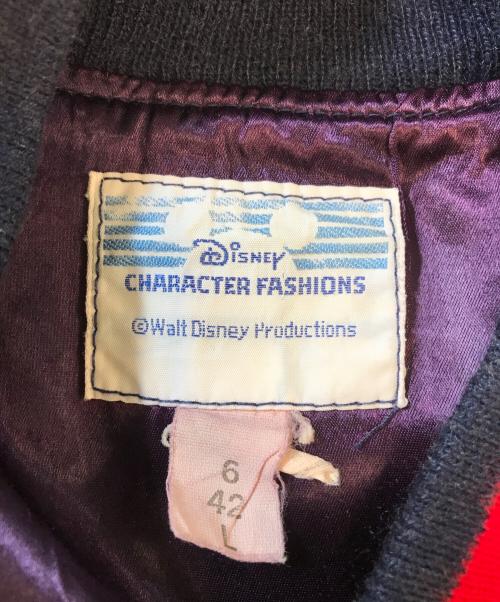 Disney
CHARACTER FASHIONS
©Walt Disney Productions
6
42
L